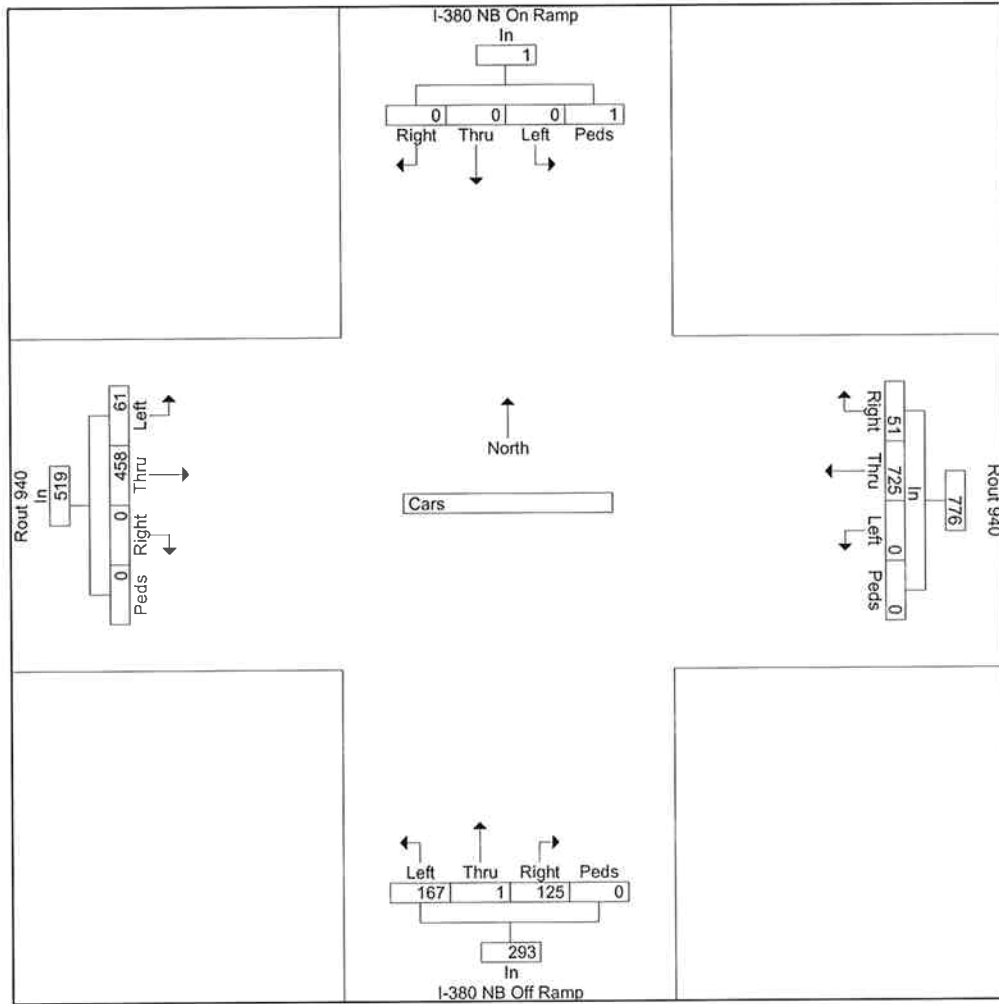 I-380 NB On Ramp
In
1
0 0 0 1
Right Thru Left Peds
Rout 940
In
519
61 458 0 0
Left Thru Right Peds
North
Cars
Right Thru Left Peds
51 725 0 0
In
776
Rout 940
Left Thru Right Peds
167 1 125 0
293
In
I-380 NB Off Ramp